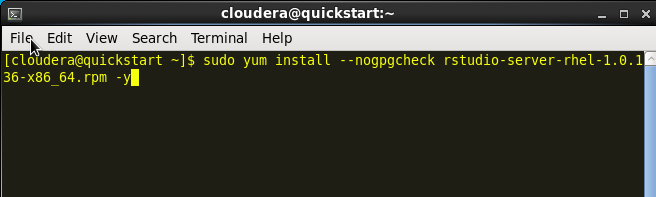 cloudera@quickstart:~
File Edit View Search Terminal Help
[cloudera@quickstart ~]$ sudo yum install --nogpgcheck rstudio-server-rhel-1.0.1
36-x86_64.rpm -y